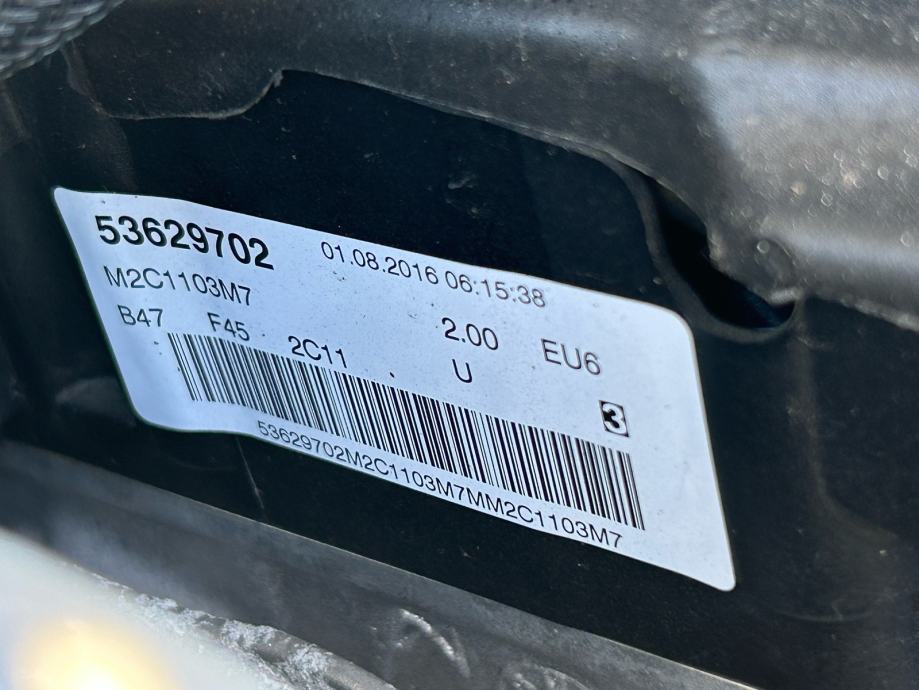 53629702 01.08.2016 06:15:38
M2C1103M7
B47 F45 2C11 2.00 EU6
U
3
53629702M2C1103M7MM2C1103M7